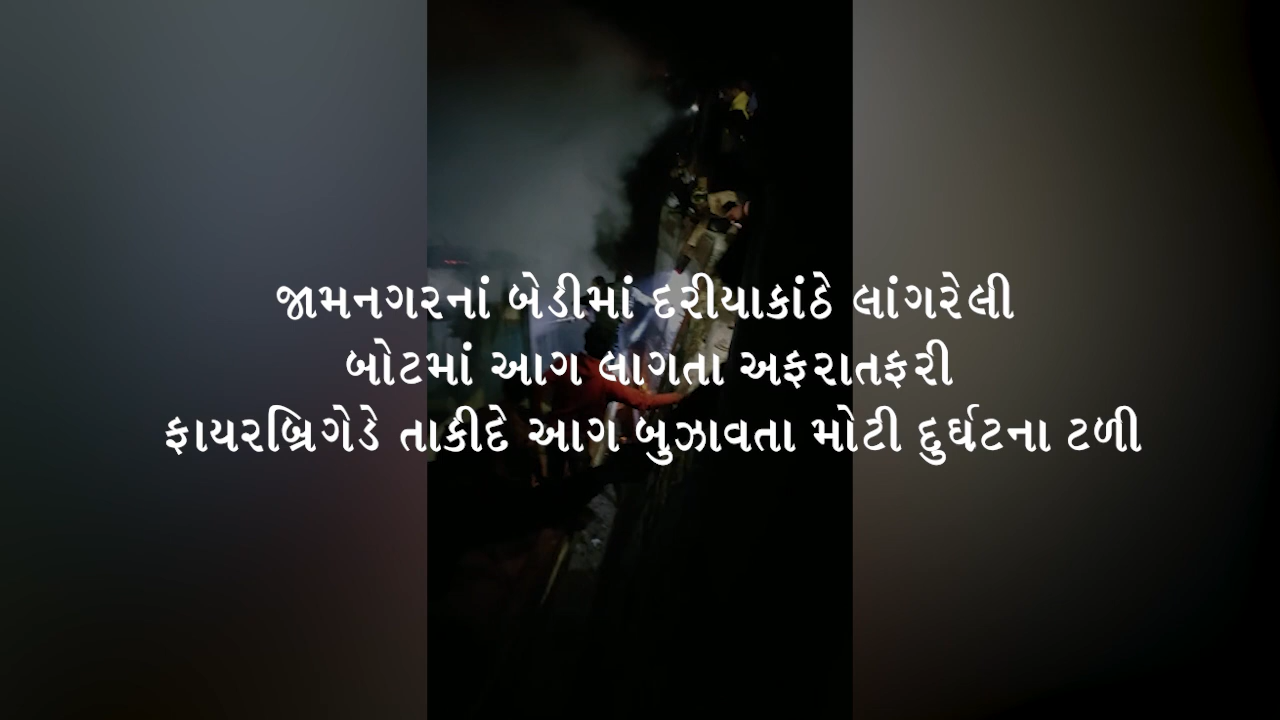 જામનગરનાં બેડીમાં દરીયાકાંઠે લાંગરેલી
બોટમાં આગ લાગતા અફરાતફરી
ફાયરબ્રિગેડે તાકીદે આગ બુઝાવતા મોટી દુર્ઘટના ટળી